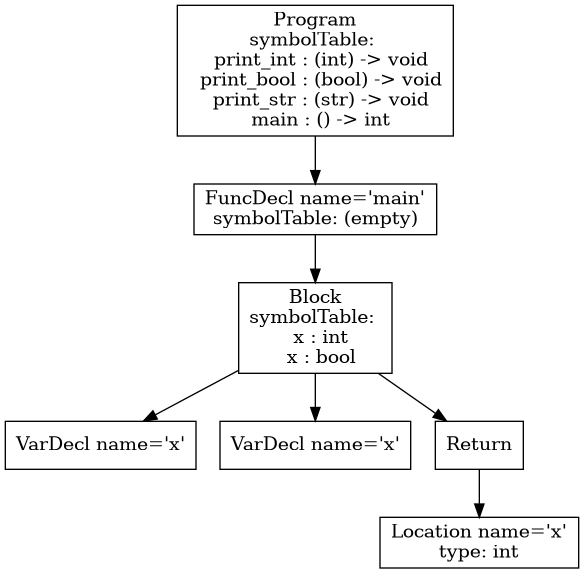 Program
symbolTable:
print_int : (int) -> void
print_bool : (bool) -> void
print_str : (str) -> void
main : () -> int
FuncDecl name='main'
symbolTable: (empty)
Block
symbolTable:
x : int
x : bool
VarDecl name='x'
VarDecl name='x'
Return
Location name='x'
type: int